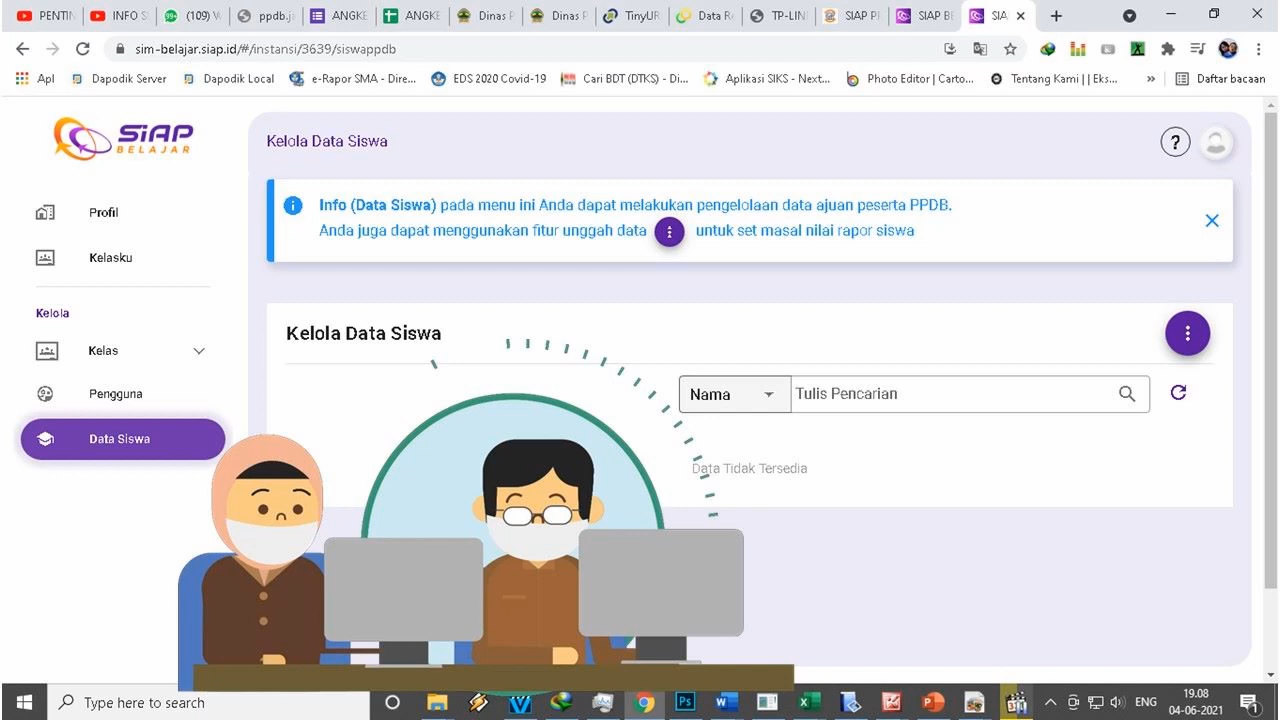 PENTIN
INFO S
(109) V
ppdb.j
ANGKE
ANGK
Dinas P
Dinas P
TinyUR
Data R
TP-LIN
SIAP P
SIAP BE
SIA
sim-belajar.siap.id/#/instansi/3639/siswappdb
Apl
Dapodik Server
Dapodik Local
e-Rapor SMA - Dire...
EDS 2020 Covid-19
Cari BDT (DTKS) - Di...
Aplikasi SIKS - Next...
Photo Editor | Carto...
Tentang Kami | | Eks...
»
Daftar bacaan
SiAP
BELAJAR
Kelola Data Siswa
?
Profil
Kelasku
Kelola
Kelas
Pengguna
Data Siswa
Info (Data Siswa) pada menu ini Anda dapat melakukan pengelolaan data ajuan peserta PPDB.
Anda juga dapat menggunakan fitur unggah data untuk set masal nilai rapor siswa
Kelola Data Siswa
Nama
Tulis Pencarian
Data Tidak Tersedia
Type here to search
ENG
19.08
04-06-2021